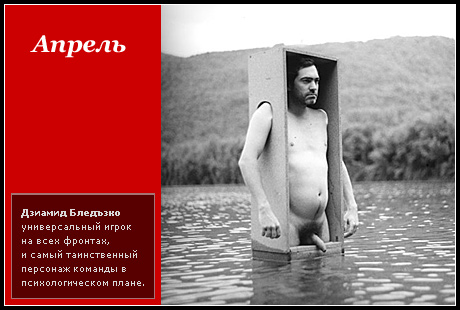 Апрель
Дзиамид Бледъзко
универсальный игрок
на всех фронтах,
и самый таинственный
персонаж команды в
психологическом плане.